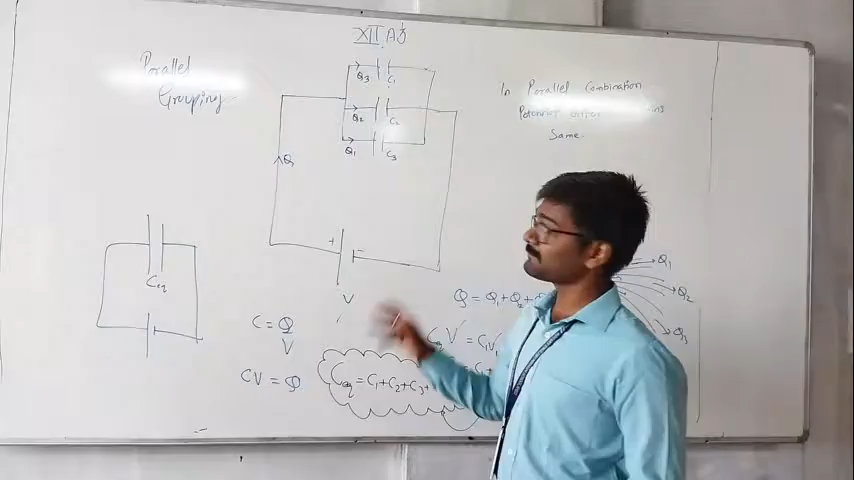 XII
Parallel
Grouping
Q3
C1
Q2
C2
Q1
C3
In Parallel Combination
Same.
Q
+
-
V
Ceq
C = Q
V
CV = Q
Q = Q1 + Q2 +
V = C1V
Ceq = C1 + C2 + C3
Q1
Q2
Q3